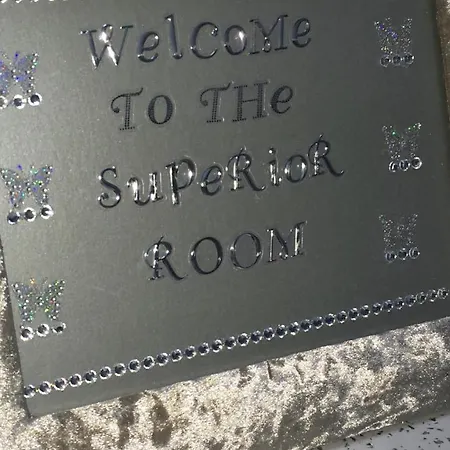 WelCoMe
To THe
SuPeRioR
ROOM